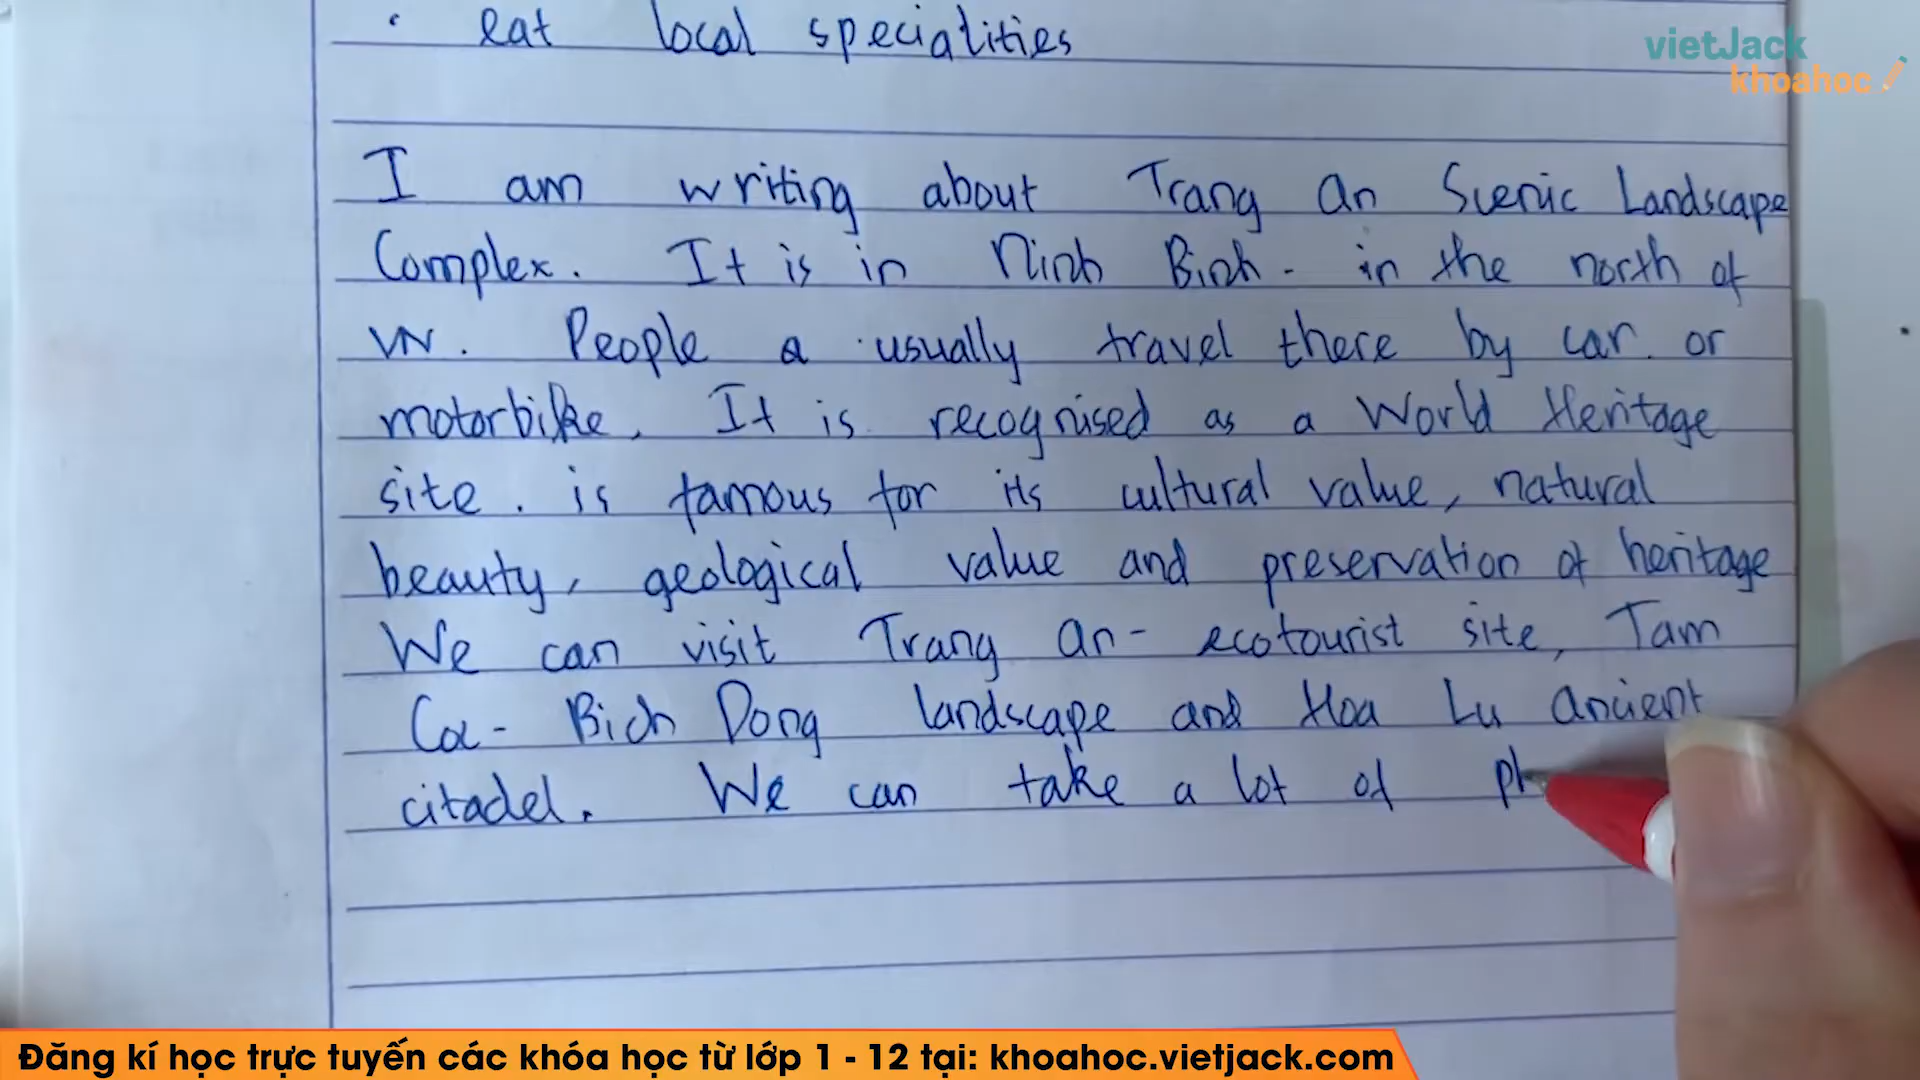 · eat local specialities
vietJack
khoahoc
I am writing about Trang An Scenic Landscape
Complex. It is in Ninh Binh - in the north of
VN. People a usually travel there by car or
motorbike. It is recognised as a World Heritage
site. is famous for its cultural value, natural
beauty, geological value and preservation of heritage
We can visit Trang An - ecotourist site, Tam
Coc - Bich Dong landscape and Hoa Lu Ancient
citadel. We can take a lot of ph
Đăng kí học trực tuyến các khóa học từ lớp 1 - 12 tại: khoahoc.vietjack.com